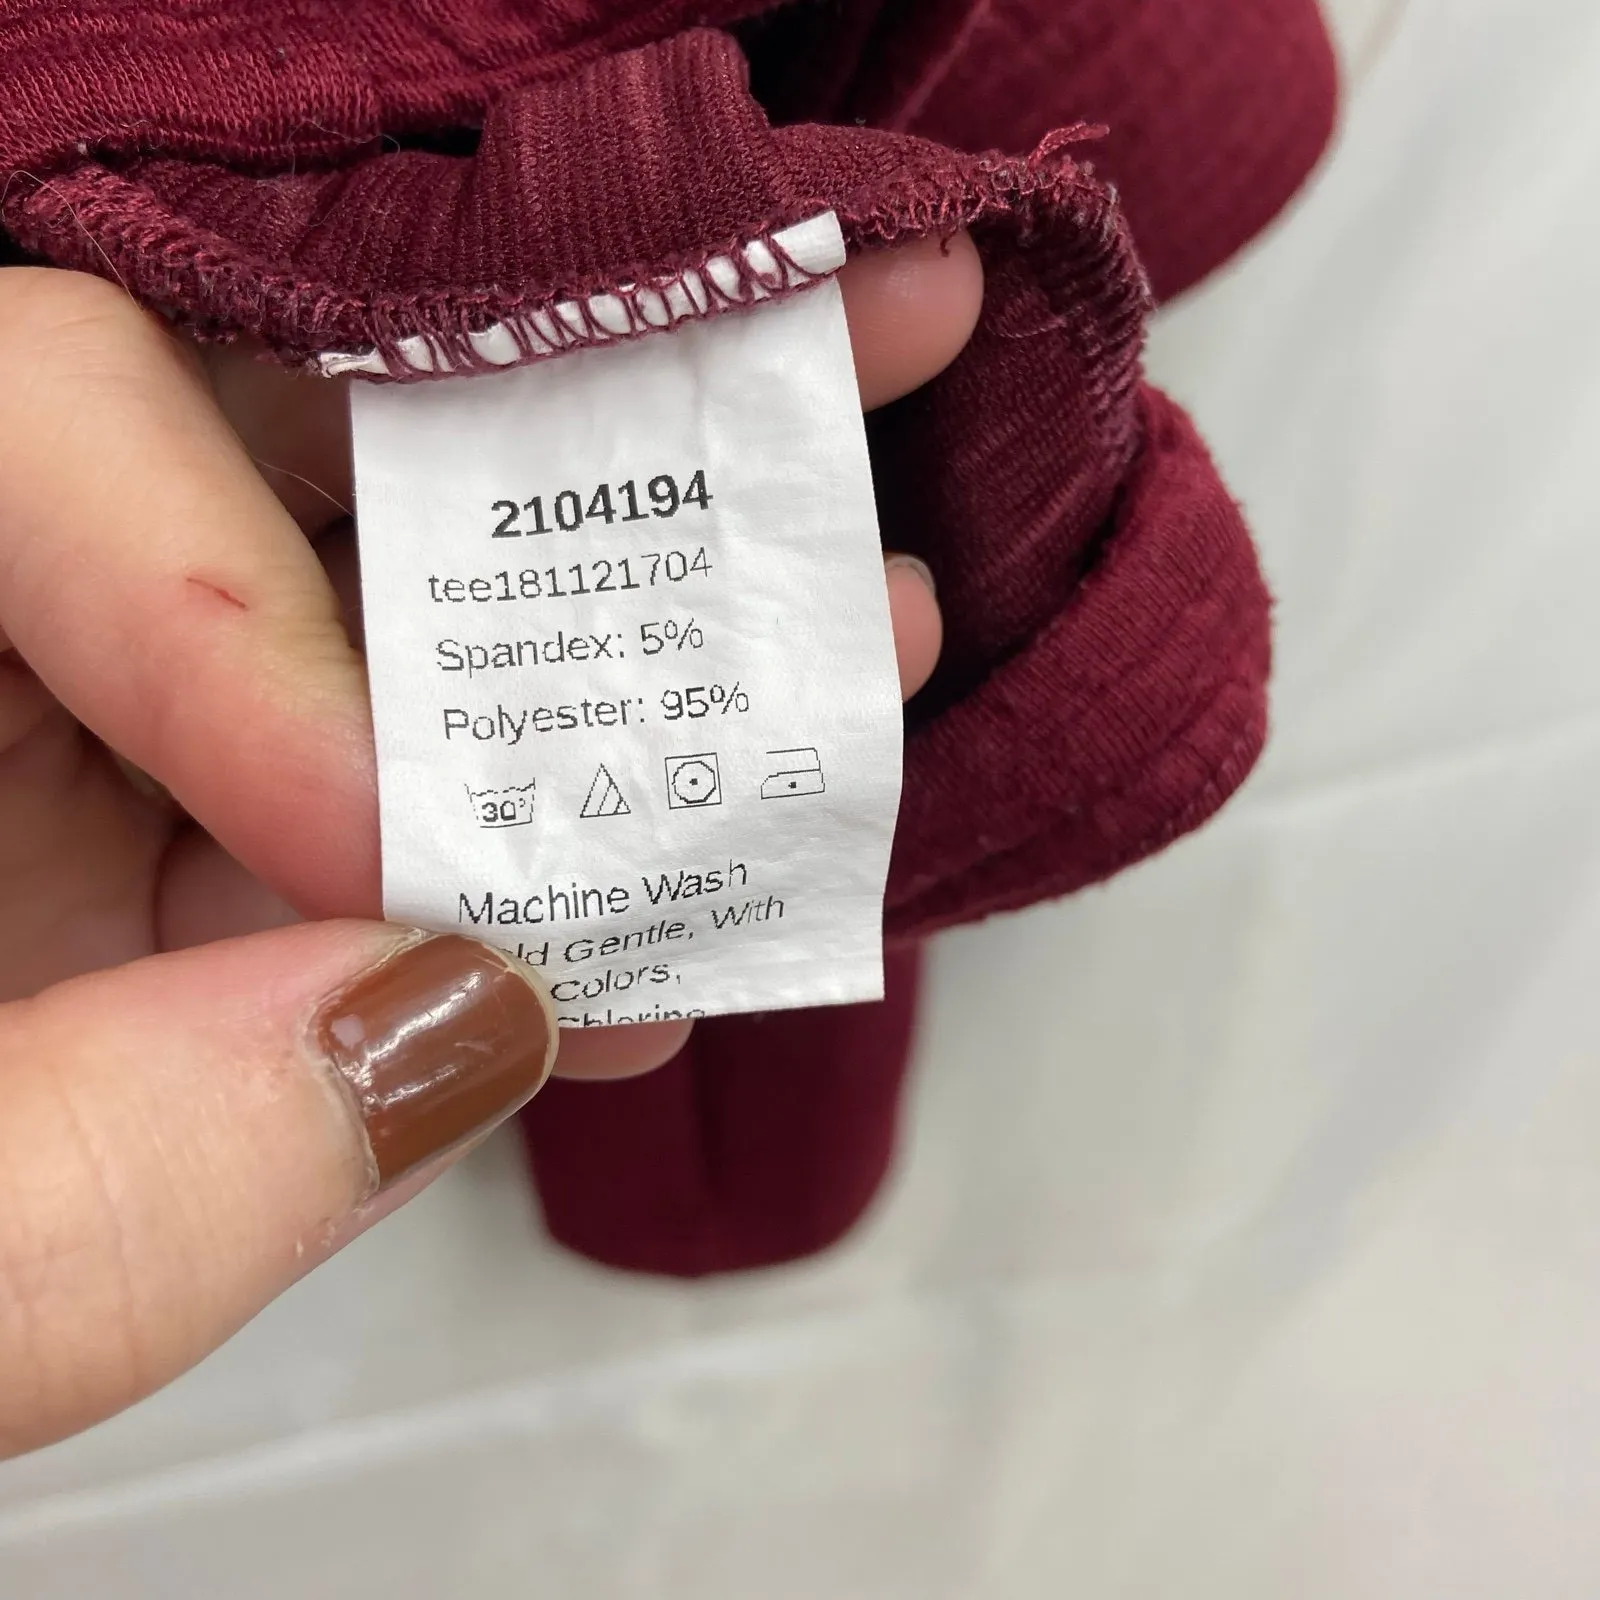 2104194
tee181121704
Spandex: 5%
Polyester: 95%
30°
Machine Wash
Gentle, With
Colors,